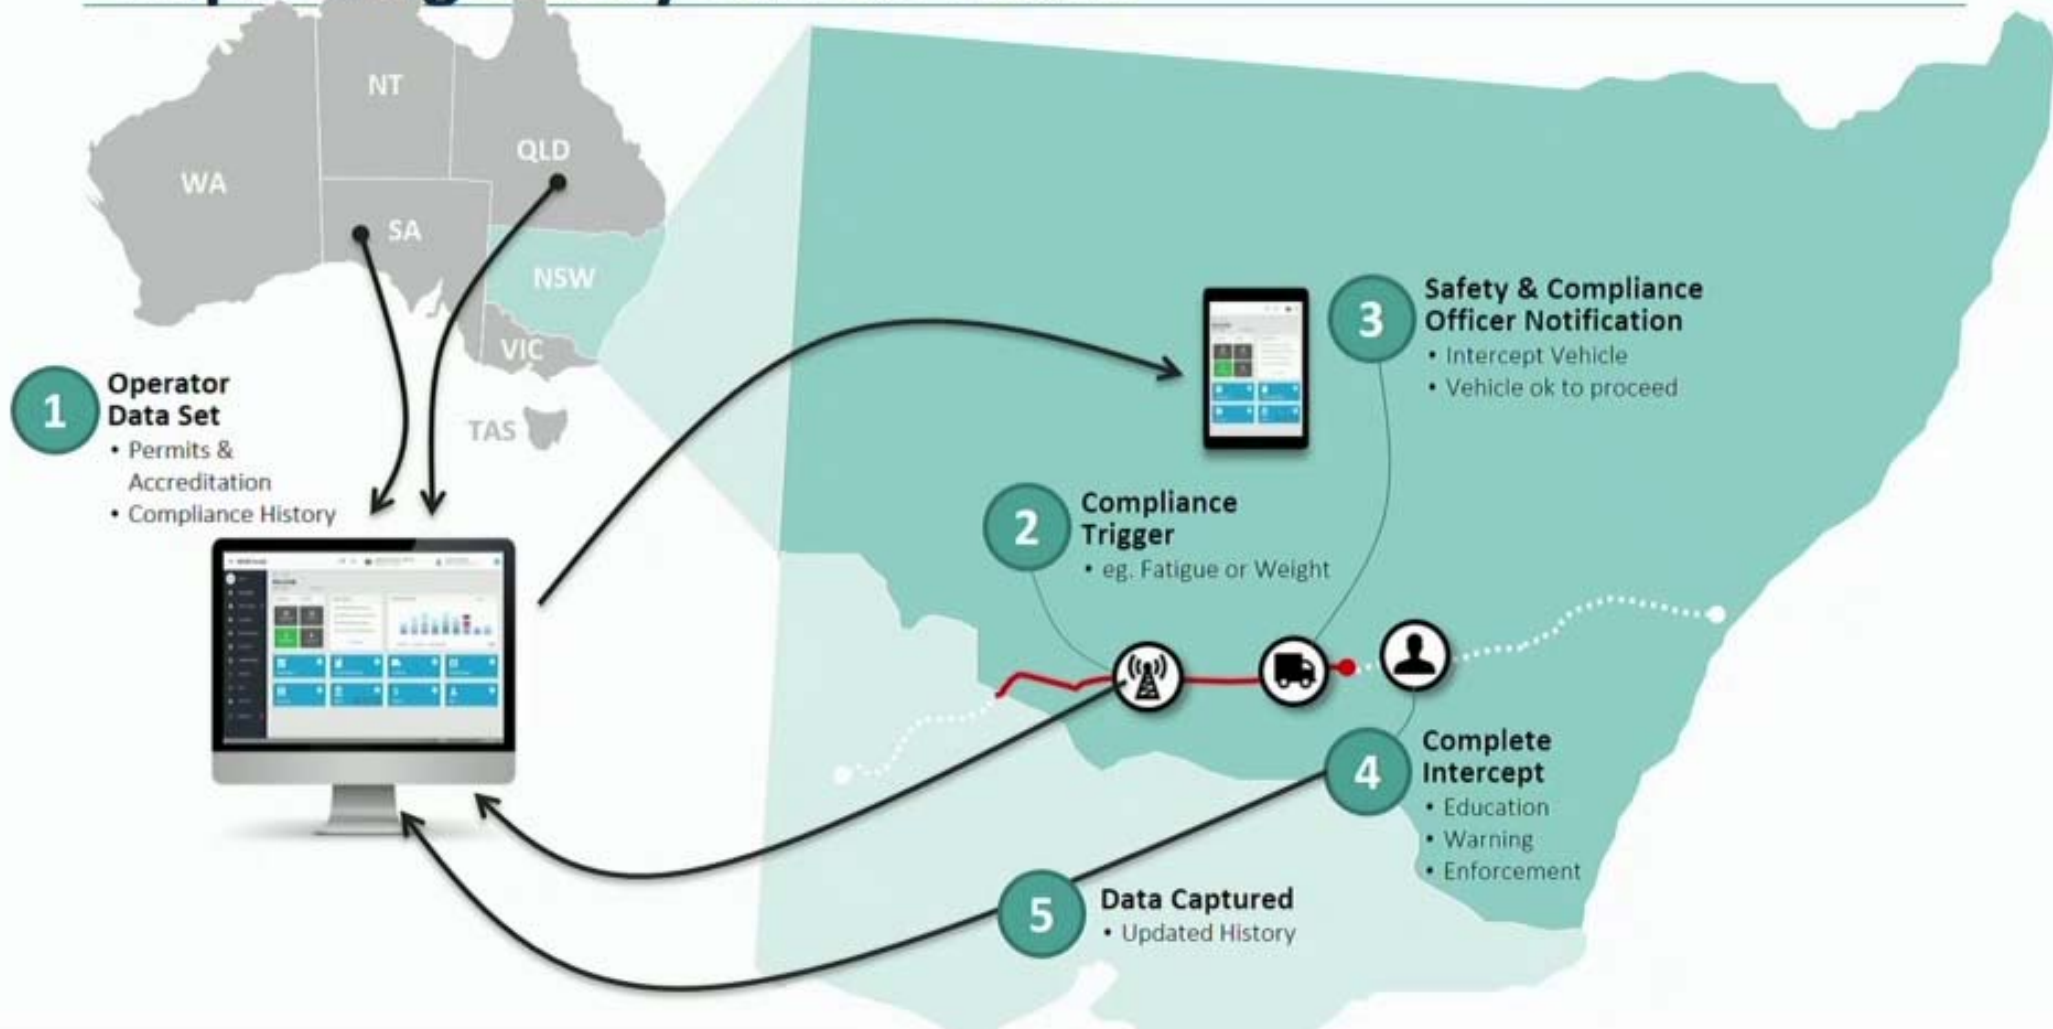 NT
QLD
WA
SA
NSW
VIC
TAS
1
Operator
Data Set
• Permits &
Accreditation
• Compliance History
2
Compliance
Trigger
• eg. Fatigue or Weight
3
Safety & Compliance
Officer Notification
• Intercept Vehicle
• Vehicle ok to proceed
4
Complete
Intercept
• Education
• Warning
• Enforcement
5
Data Captured
• Updated History